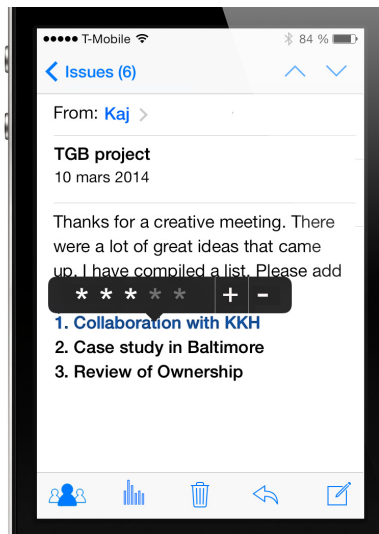 T-Mobile 84 %
Issues (6)
From: Kaj
TGB project
10 mars 2014
Thanks for a creative meeting. There
were a lot of great ideas that came
up. I have compiled a list. Please add
* * * * * + -
1. Collaboration with KKH
2. Case study in Baltimore
3. Review of Ownership